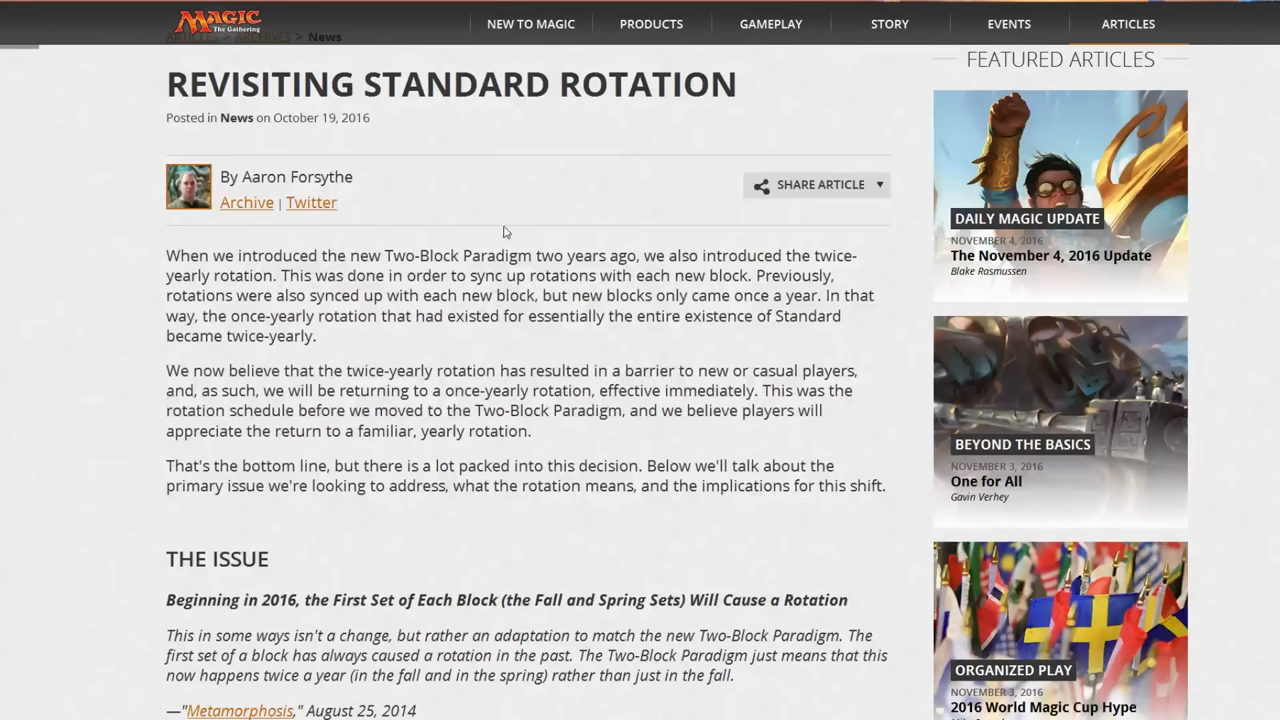 MAGIC
The Gathering
NEW TO MAGIC
PRODUCTS
GAMEPLAY
STORY
EVENTS
ARTICLES
ARTICLES > ARCHIVES > News
REVISITING STANDARD ROTATION
Posted in News on October 19, 2016
By Aaron Forsythe
Archive | Twitter
SHARE ARTICLE
When we introduced the new Two-Block Paradigm two years ago, we also introduced the twice-
yearly rotation. This was done in order to sync up rotations with each new block. Previously,
rotations were also synced up with each new block, but new blocks only came once a year. In that
way, the once-yearly rotation that had existed for essentially the entire existence of Standard
became twice-yearly.
We now believe that the twice-yearly rotation has resulted in a barrier to new or casual players,
and, as such, we will be returning to a once-yearly rotation, effective immediately. This was the
rotation schedule before we moved to the Two-Block Paradigm, and we believe players will
appreciate the return to a familiar, yearly rotation.
That's the bottom line, but there is a lot packed into this decision. Below we'll talk about the
primary issue we're looking to address, what the rotation means, and the implications for this shift.
THE ISSUE
Beginning in 2016, the First Set of Each Block (the Fall and Spring Sets) Will Cause a Rotation
This in some ways isn't a change, but rather an adaptation to match the new Two-Block Paradigm. The
first set of a block has always caused a rotation in the past. The Two-Block Paradigm just means that this
now happens twice a year (in the fall and in the spring) rather than just in the fall.
—"Metamorphosis," August 25, 2014
FEATURED ARTICLES
DAILY MAGIC UPDATE
NOVEMBER 4, 2016
The November 4, 2016 Update
Blake Rasmussen
BEYOND THE BASICS
NOVEMBER 3, 2016
One for All
Gavin Verhey
ORGANIZED PLAY
NOVEMBER 3, 2016
2016 World Magic Cup Hype